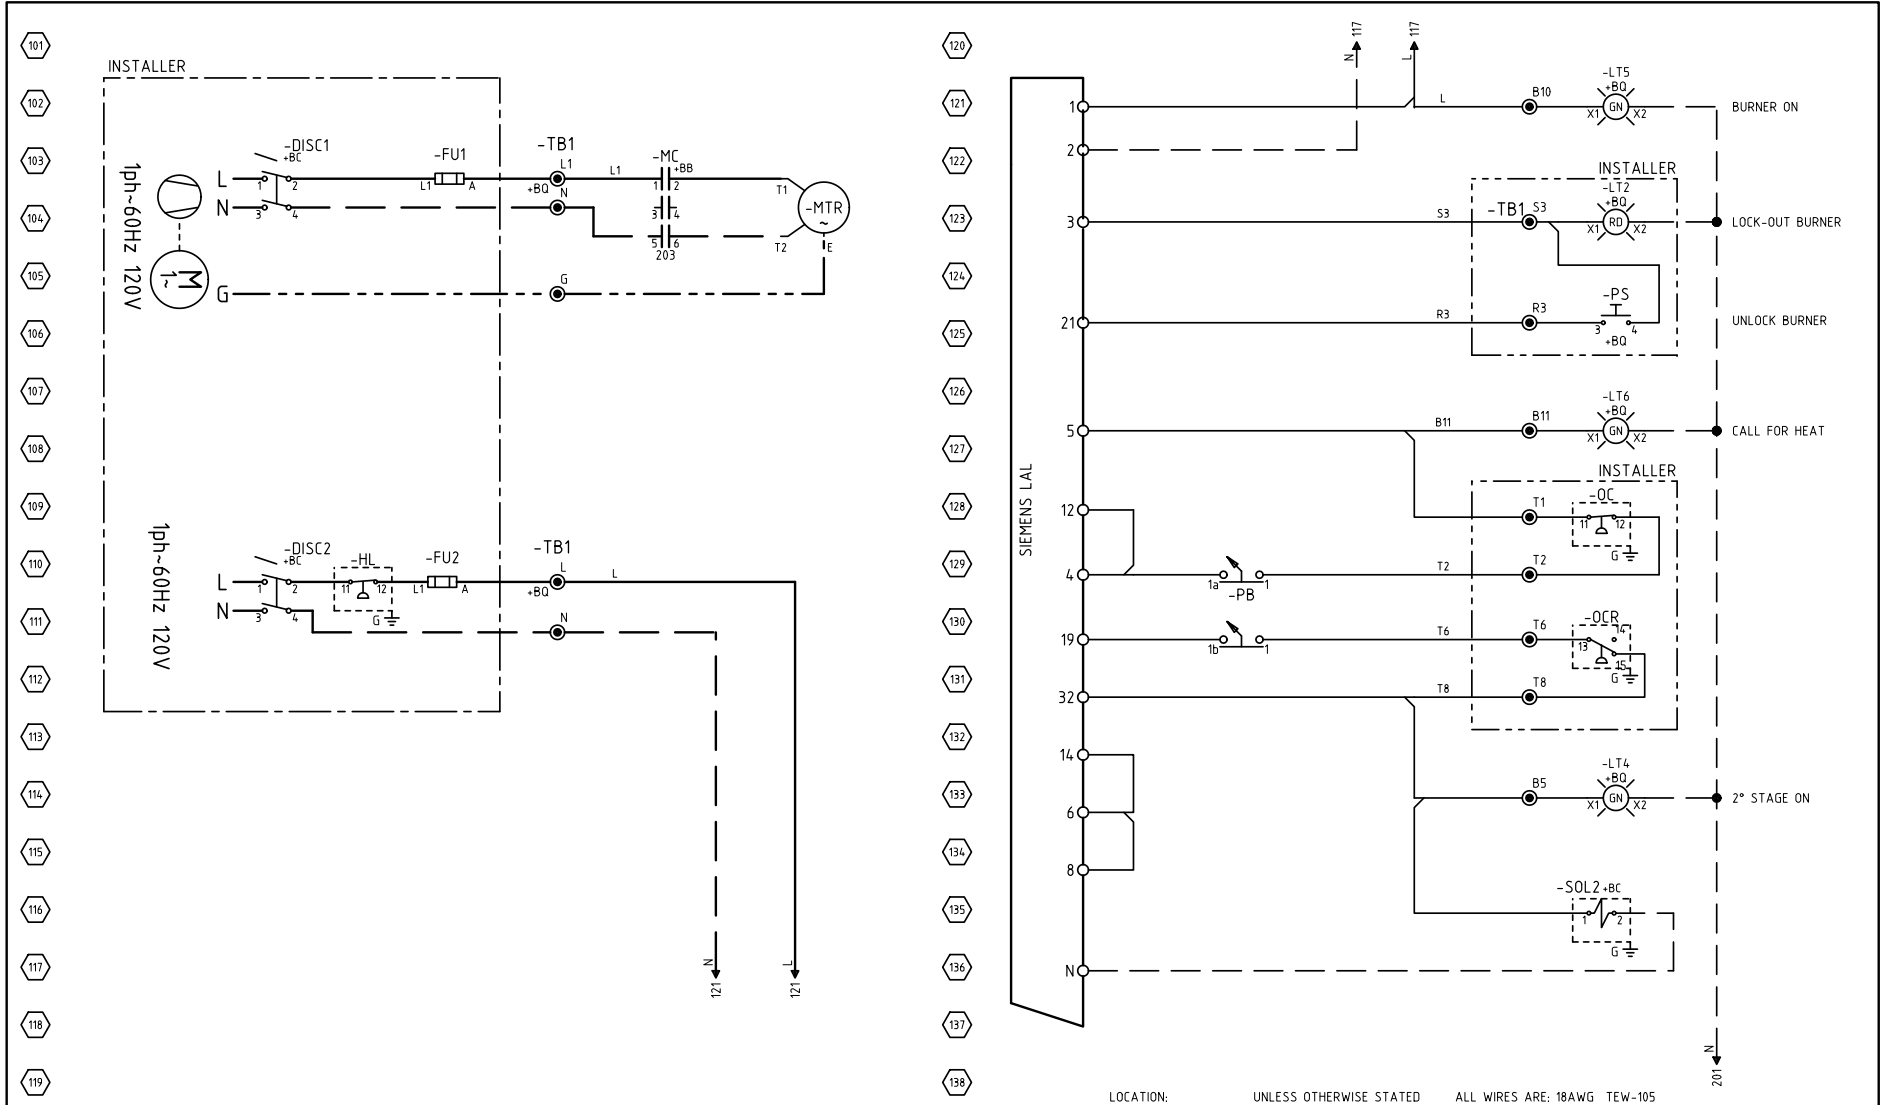 101
INSTALLER
102
103
-DISC1
+BC
-FU1
-TB1
L1
L1
-MC
+BB
L
1
2
L1
A
+BQ
1
2
T1
1ph~60Hz 120V
104
N
3
4
N
3
4
-MTR
~
5
6
203
T2
E
105
M
1~
G
G
106
107
108
109
110
1ph~60Hz 120V
-DISC2
+BC
-HL
-FU2
-TB1
L
L
L
1
2
11
12
L1
A
+BQ
111
N
3
4
G
N
112
113
114
115
116
117
N
L
121
121
118
119
120
N
117
L
117
121
SIEMENS LAL
1
L
B10
-LT5
+BQ
X1
GN
X2
BURNER ON
122
2
INSTALLER
123
3
S3
-TB1
S3
-LT2
+BQ
X1
RD
X2
LOCK-OUT BURNER
124
125
21
R3
R3
-PS
3
4
+BQ
UNLOCK BURNER
126
127
5
B11
B11
-LT6
+BQ
X1
GN
X2
CALL FOR HEAT
INSTALLER
128
12
T1
-OC
11
12
G
129
4
1a
1
-PB
T2
T2
130
19
1b
1
T6
T6
-OCR
14
13
15
G
131
32
T8
T8
132
14
133
6
B5
-LT4
+BQ
X1
GN
X2
2° STAGE ON
134
8
135
-SOL2
+BC
1
2
G
136
N
137
N
201
138
LOCATION:
UNLESS OTHERWISE STATED
ALL WIRES ARE: 18AWG TEW-105